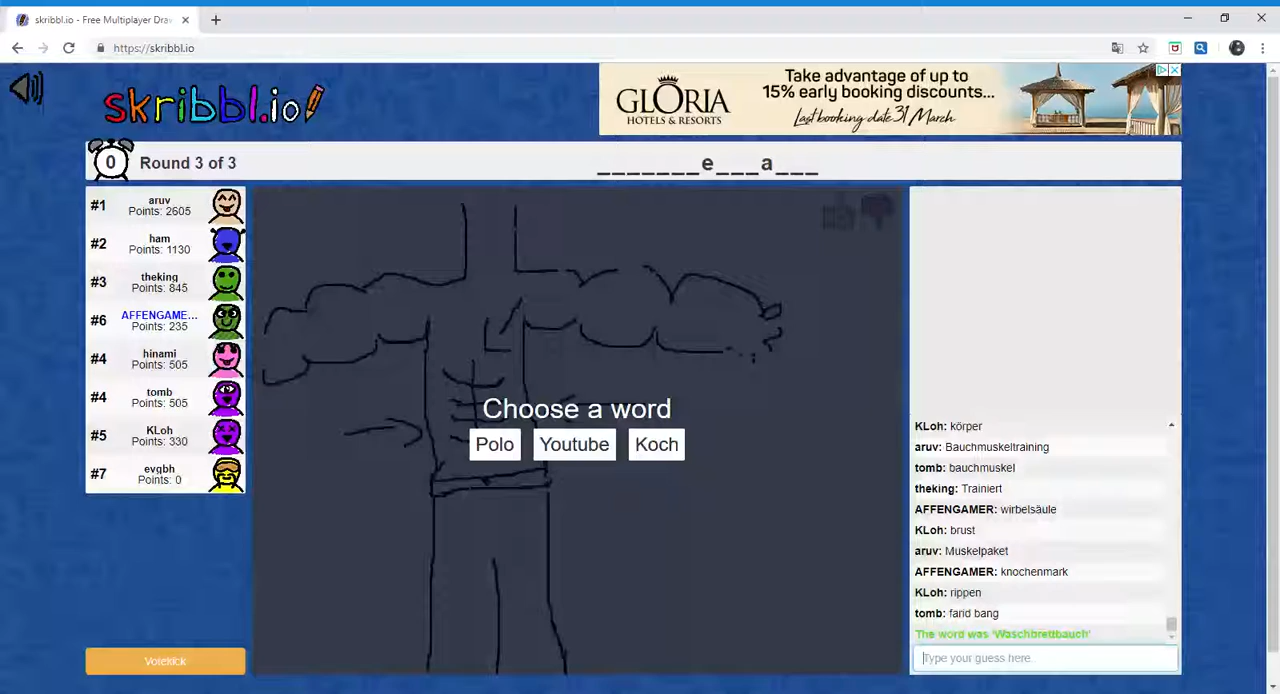 skribbl.io - Free Multiplayer Drav
https://skribbl.io
skribbl.io
GLORIA
HOTELS & RESORTS
Take advantage of up to
15% early booking discounts...
Last booking date 31 March
0
Round 3 of 3
_______e___a___
#1 aruv
Points: 2605
#2 ham
Points: 1130
#3 theking
Points: 845
#6 AFFENGAME...
Points: 235
#4 hinami
Points: 505
#4 tomb
Points: 505
#5 KLoh
Points: 330
#7 evgbh
Points: 0
Votekick
Choose a word
Polo
Youtube
Koch
KLoh: körper
aruv: Bauchmuskeltraining
tomb: bauchmuskel
theking: Trainiert
AFFENGAMER: wirbelsäule
KLoh: brust
aruv: Muskelpaket
AFFENGAMER: knochenmark
KLoh: rippen
tomb: farid bang
The word was 'Waschbrettbauch'
Type your guess here...